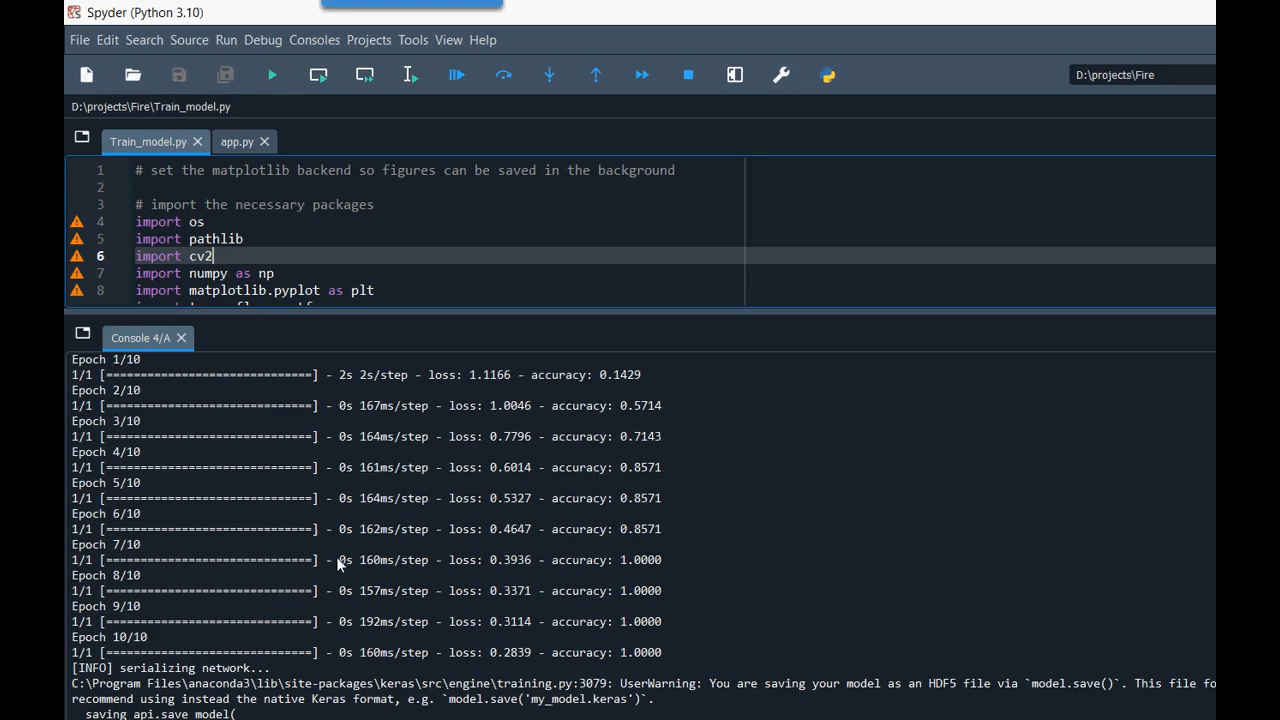 Spyder (Python 3.10)
File Edit Search Source Run Debug Consoles Projects Tools View Help
D:\projects\Fire
D:\projects\Fire\Train_model.py
Train_model.py app.py
1 # set the matplotlib backend so figures can be saved in the background
2
3 # import the necessary packages
4 import os
5 import pathlib
6 import cv2
7 import numpy as np
8 import matplotlib.pyplot as plt
Console 4/A
Epoch 1/10
1/1 [==============================] - 2s 2s/step - loss: 1.1166 - accuracy: 0.1429
Epoch 2/10
1/1 [==============================] - 0s 167ms/step - loss: 1.0046 - accuracy: 0.5714
Epoch 3/10
1/1 [==============================] - 0s 164ms/step - loss: 0.7796 - accuracy: 0.7143
Epoch 4/10
1/1 [==============================] - 0s 161ms/step - loss: 0.6014 - accuracy: 0.8571
Epoch 5/10
1/1 [==============================] - 0s 164ms/step - loss: 0.5327 - accuracy: 0.8571
Epoch 6/10
1/1 [==============================] - 0s 162ms/step - loss: 0.4647 - accuracy: 0.8571
Epoch 7/10
1/1 [==============================] - 0s 160ms/step - loss: 0.3936 - accuracy: 1.0000
Epoch 8/10
1/1 [==============================] - 0s 157ms/step - loss: 0.3371 - accuracy: 1.0000
Epoch 9/10
1/1 [==============================] - 0s 192ms/step - loss: 0.3114 - accuracy: 1.0000
Epoch 10/10
1/1 [==============================] - 0s 160ms/step - loss: 0.2839 - accuracy: 1.0000
[INFO] serializing network...
C:\Program Files\anaconda3\lib\site-packages\keras\src\engine\training.py:3079: UserWarning: You are saving your model as an HDF5 file via `model.save()`. This file fo
recommend using instead the native Keras format, e.g. `model.save('my_model.keras')`.
saving_api.save_model(